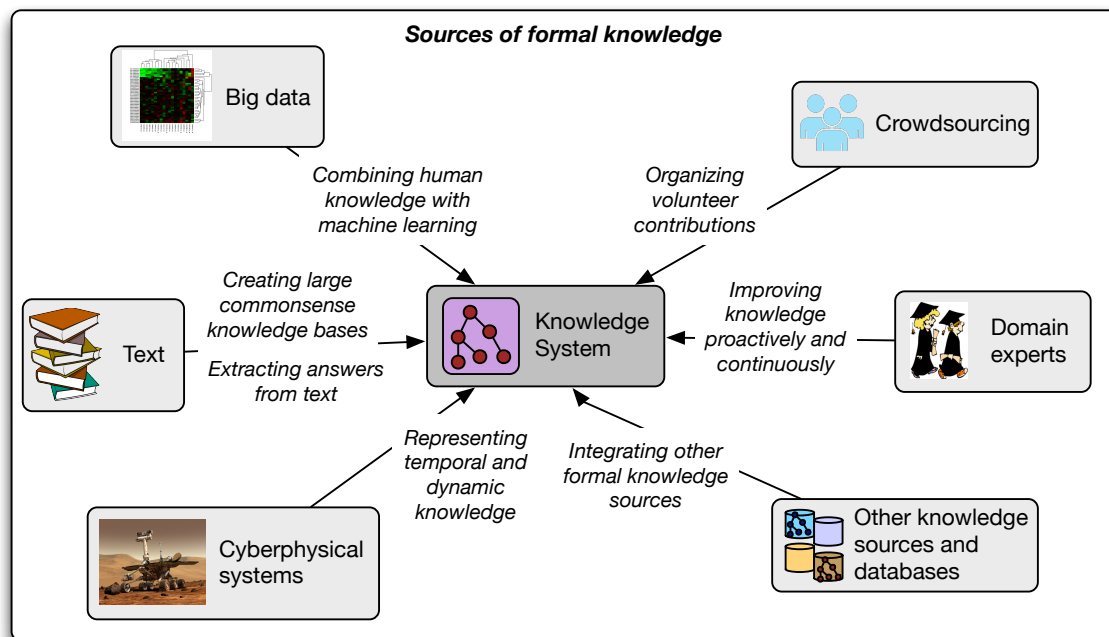 Sources of formal knowledge
Big data
Crowdsourcing
Combining human
knowledge with
machine learning
Organizing
volunteer
contributions
Creating large
commonsense
knowledge bases
Extracting answers
from text
Text
Knowledge
System
Improving
knowledge
proactively and
continuously
Domain
experts
Representing
temporal and
dynamic
knowledge
Integrating other
formal knowledge
sources
Cyberphysical
systems
Other knowledge
sources and
databases